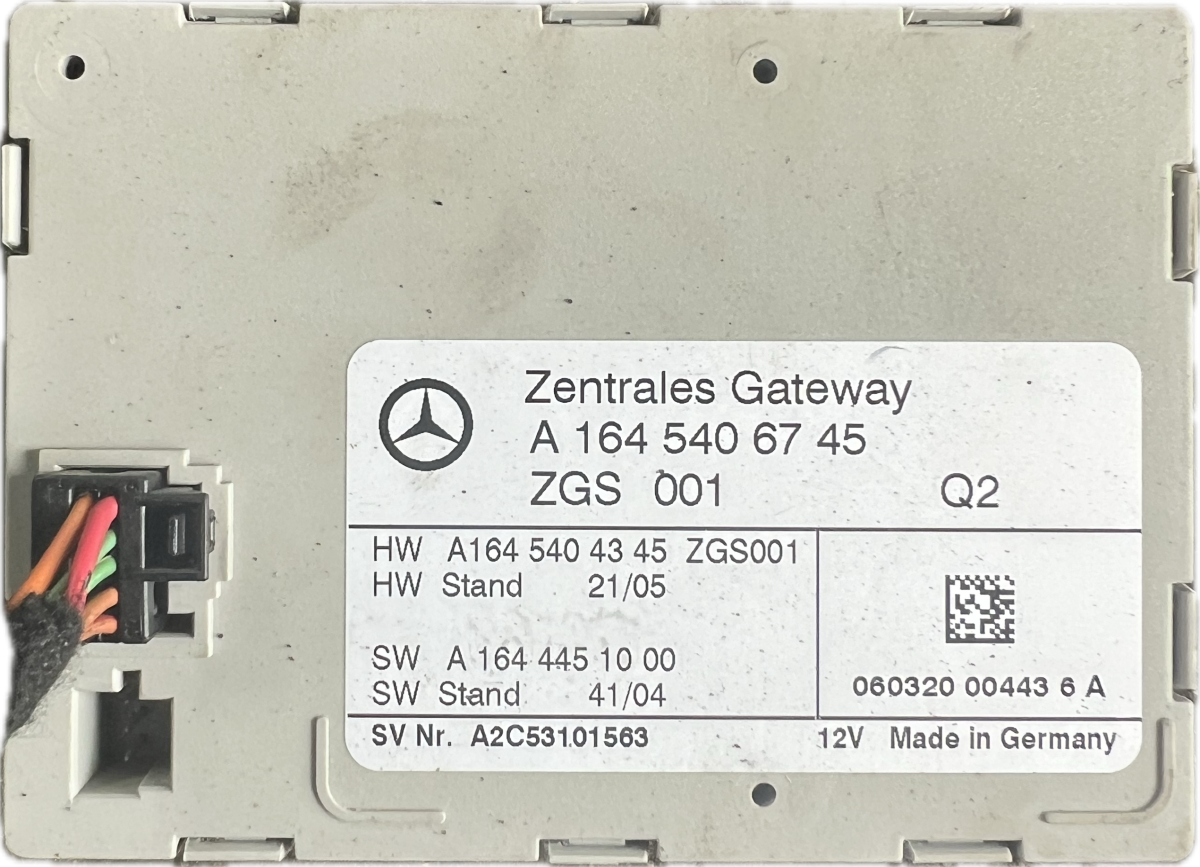 Zentrales Gateway
A 164 540 67 45
ZGS 001 Q2
HW A164 540 43 45 ZGS001
HW Stand 21/05
SW A 164 445 10 00
SW Stand 41/04
060320 00443 6 A
SV Nr. A2C53101563 12V Made in Germany